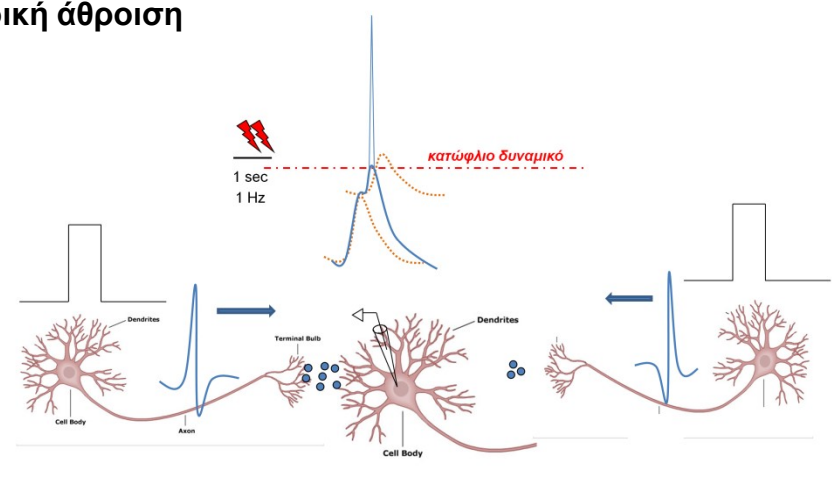 ική άθροιση
κατώφλιο δυναμικό
1 sec
1 Hz
Dendrites
Terminal Bulb
Dendrites
Cell Body
Axon
Cell Body